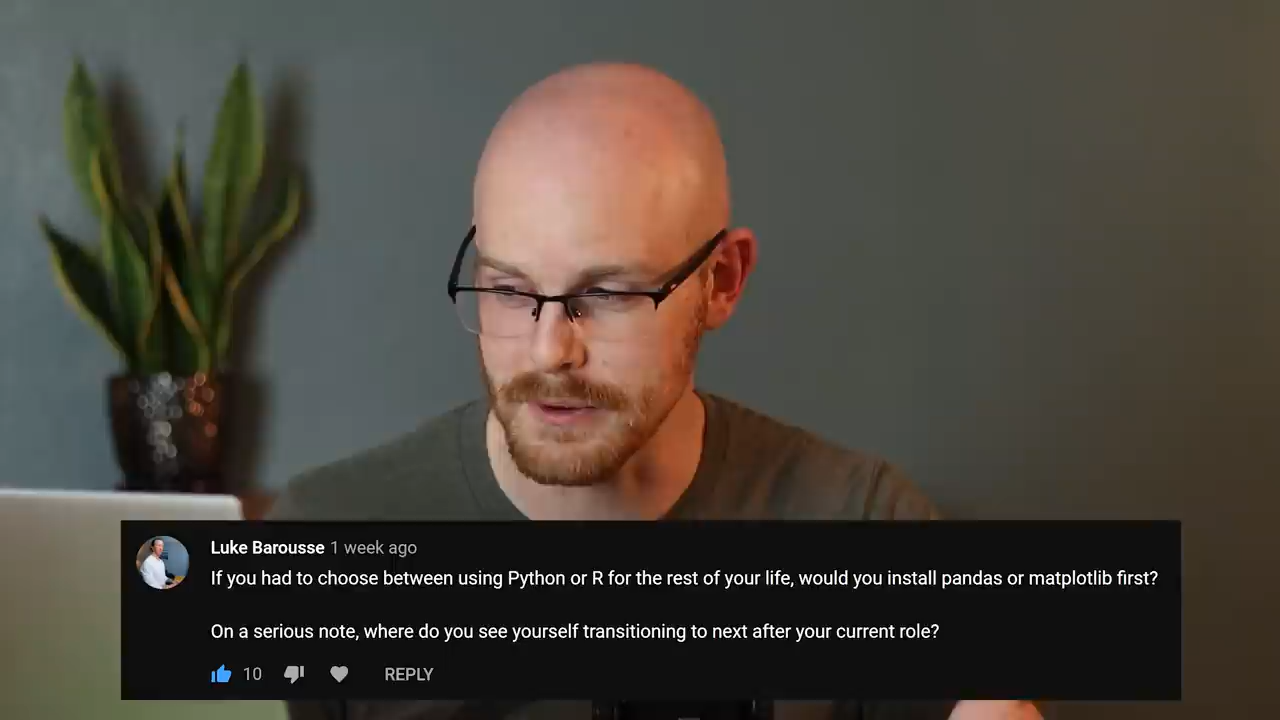 Luke Barousse 1 week ago
If you had to choose between using Python or R for the rest of your life, would you install pandas or matplotlib first?
On a serious note, where do you see yourself transitioning to next after your current role?
10 REPLY